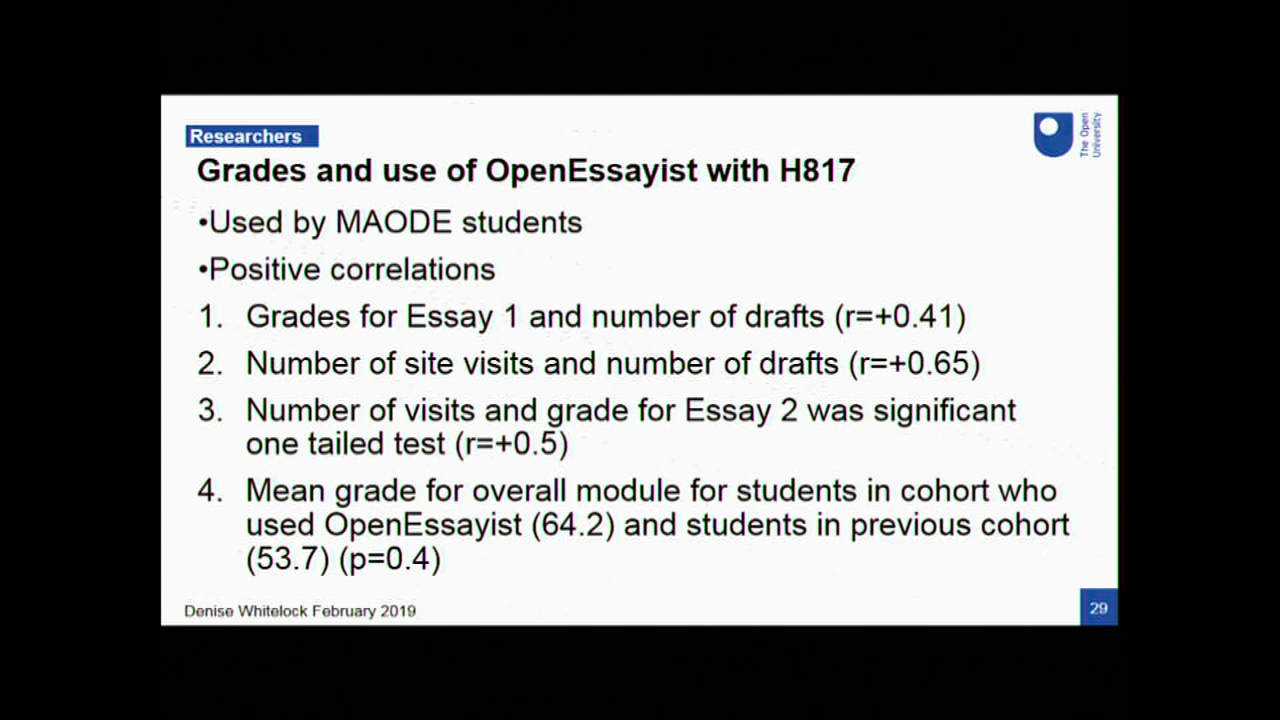 Researchers
The Open
University
Grades and use of OpenEssayist with H817
•Used by MAODE students
•Positive correlations
1. Grades for Essay 1 and number of drafts (r=+0.41)
2. Number of site visits and number of drafts (r=+0.65)
3. Number of visits and grade for Essay 2 was significant
one tailed test (r=+0.5)
4. Mean grade for overall module for students in cohort who
used OpenEssayist (64.2) and students in previous cohort
(53.7) (p=0.4)
Denise Whitelock February 2019
29